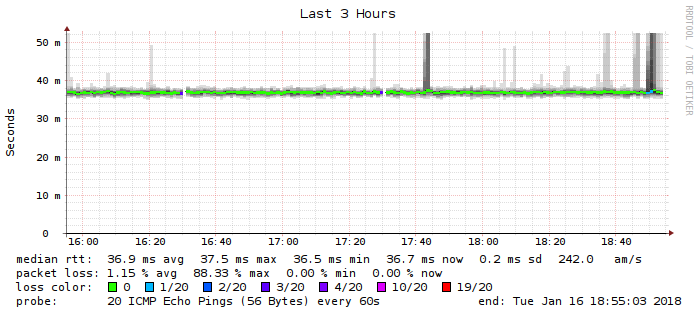 Last 3 Hours
RRDTOOL / TOBI OETIKER
Seconds
50 m
40 m
30 m
20 m
10 m
0
16:00 16:20 16:40 17:00 17:20 17:40 18:00 18:20 18:40
median rtt: 36.9 ms avg 37.5 ms max 36.5 ms min 36.7 ms now 0.2 ms sd 242.0 am/s
packet loss: 1.15 % avg 88.33 % max 0.00 % min 0.00 % now
loss color: 0 1/20 2/20 3/20 4/20 10/20 19/20
probe: 20 ICMP Echo Pings (56 Bytes) every 60s end: Tue Jan 16 18:55:03 2018